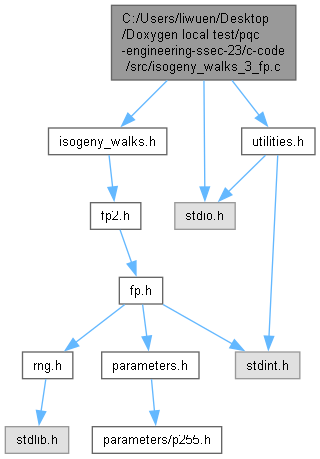 C:/Users/liwuen/Desktop
/Doxygen local test/pqc
-engineering-ssec-23/c-code
/src/isogeny_walks_3_fp.c
isogeny_walks.h
utilities.h
fp2.h
stdio.h
fp.h
rng.h
parameters.h
stdint.h
stdlib.h
parameters/p255.h